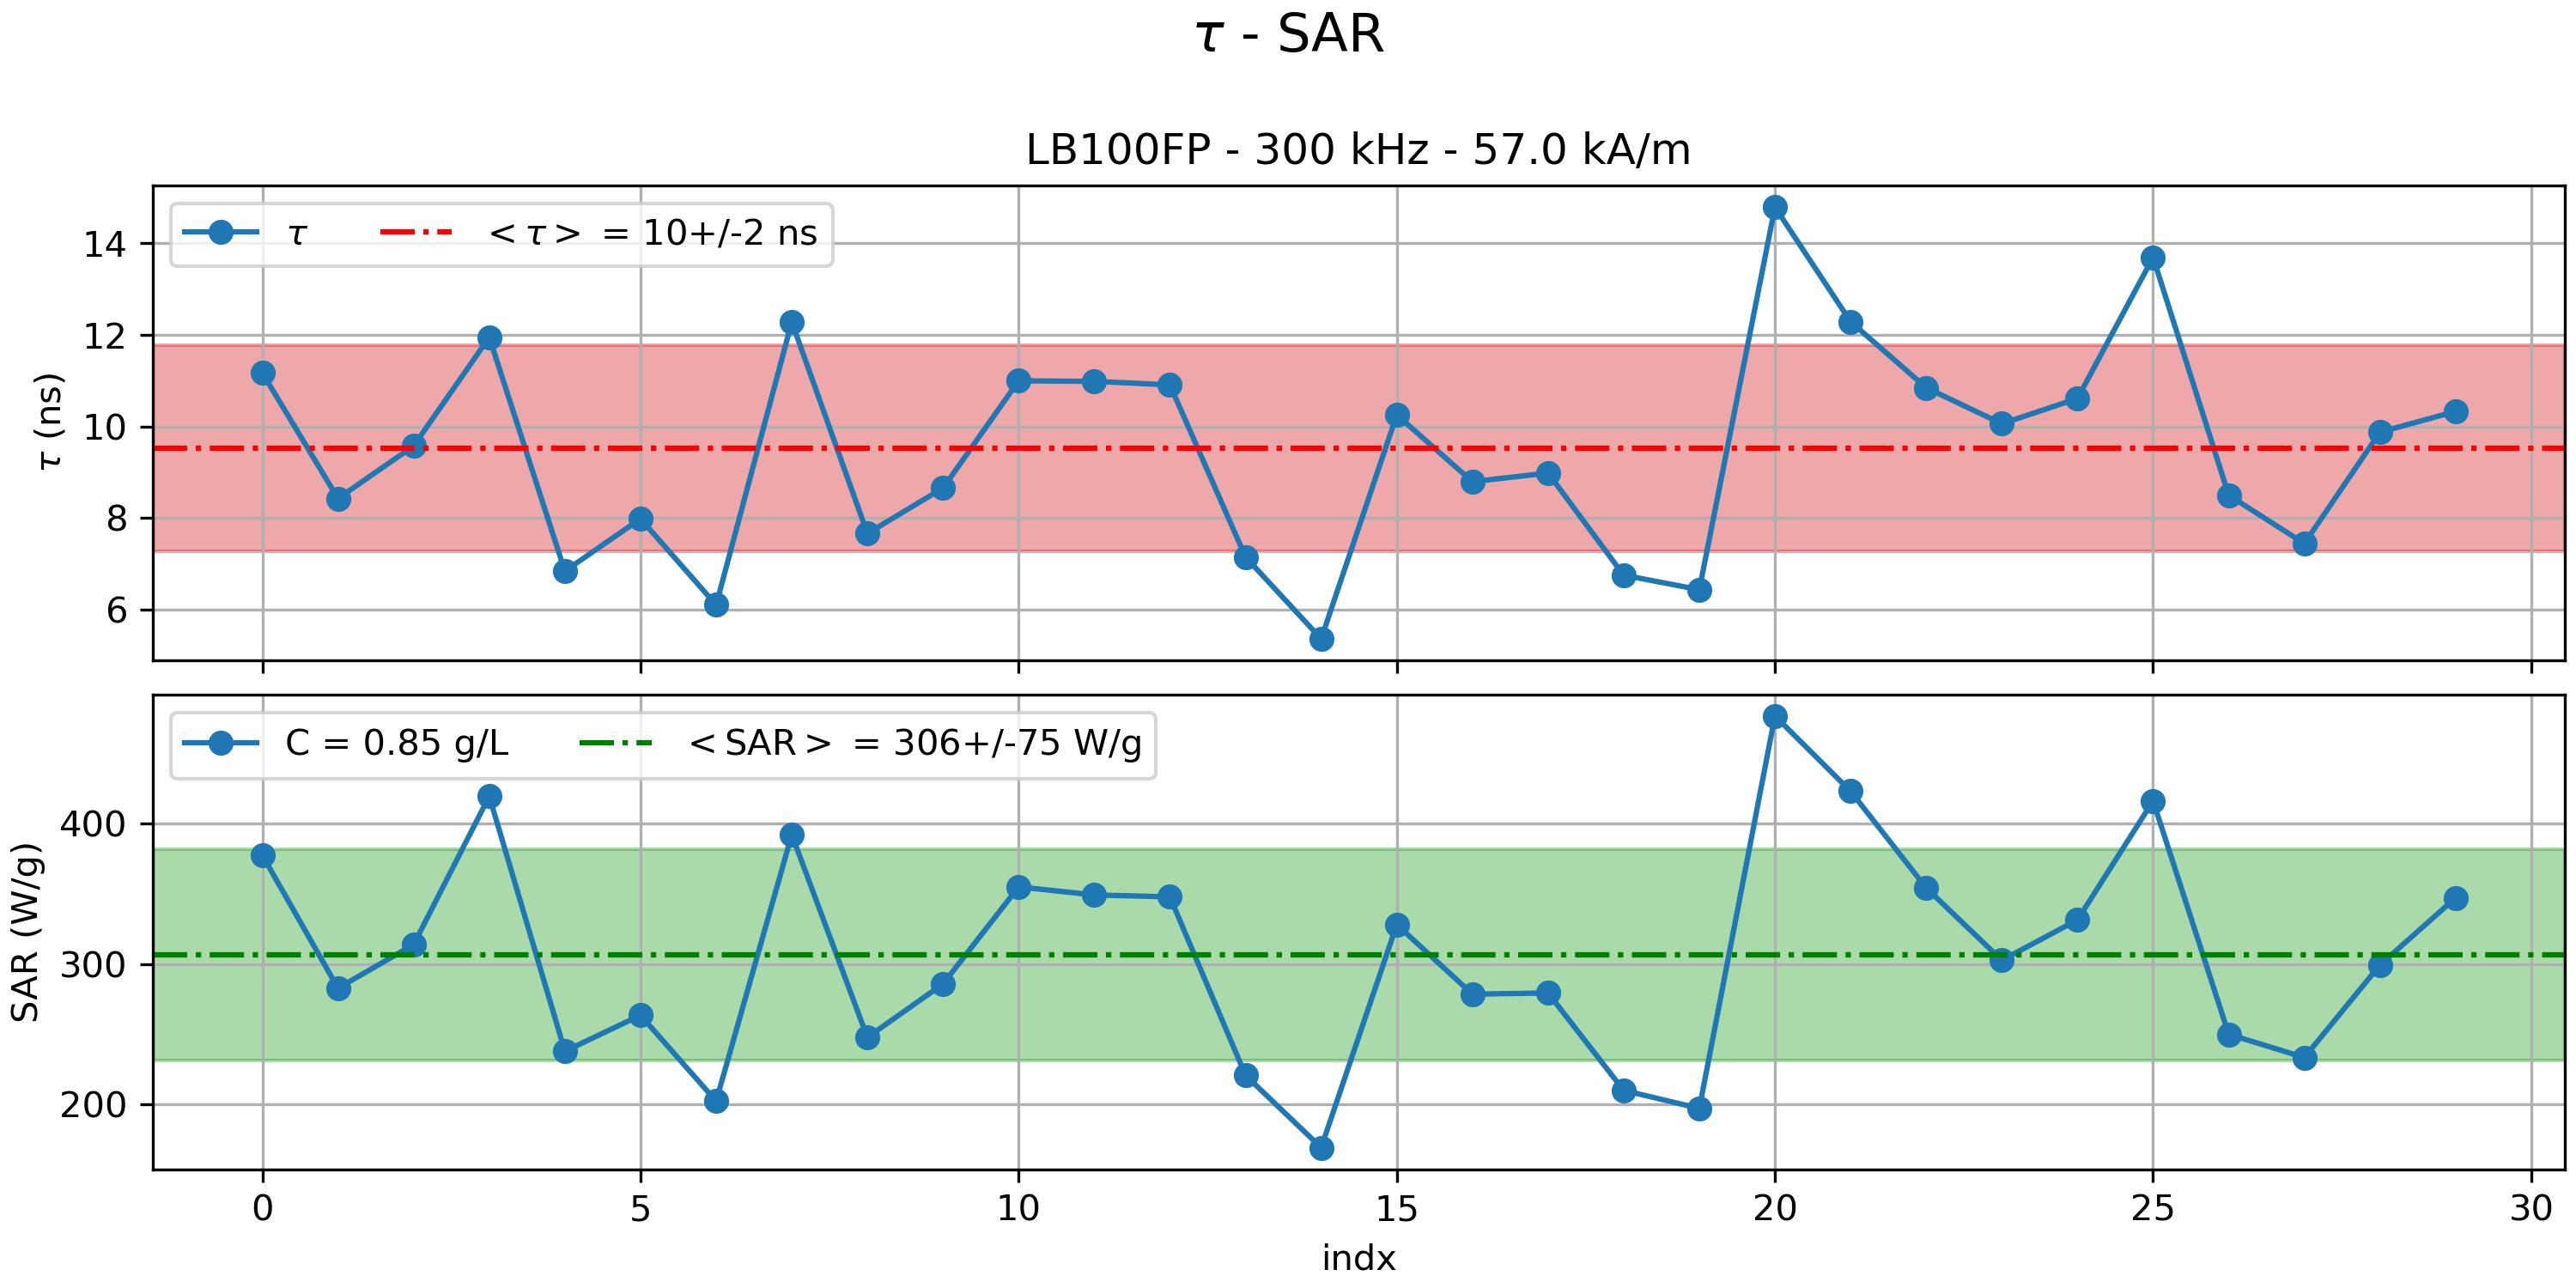 τ - SAR
LB100FP - 300 kHz - 57.0 kA/m
τ
<τ> = 10+/-2 ns
14
12
10
8
6
τ (ns)
C = 0.85 g/L
<SAR> = 306+/-75 W/g
400
300
200
SAR (W/g)
0 5 10 15 20 25 30
indx